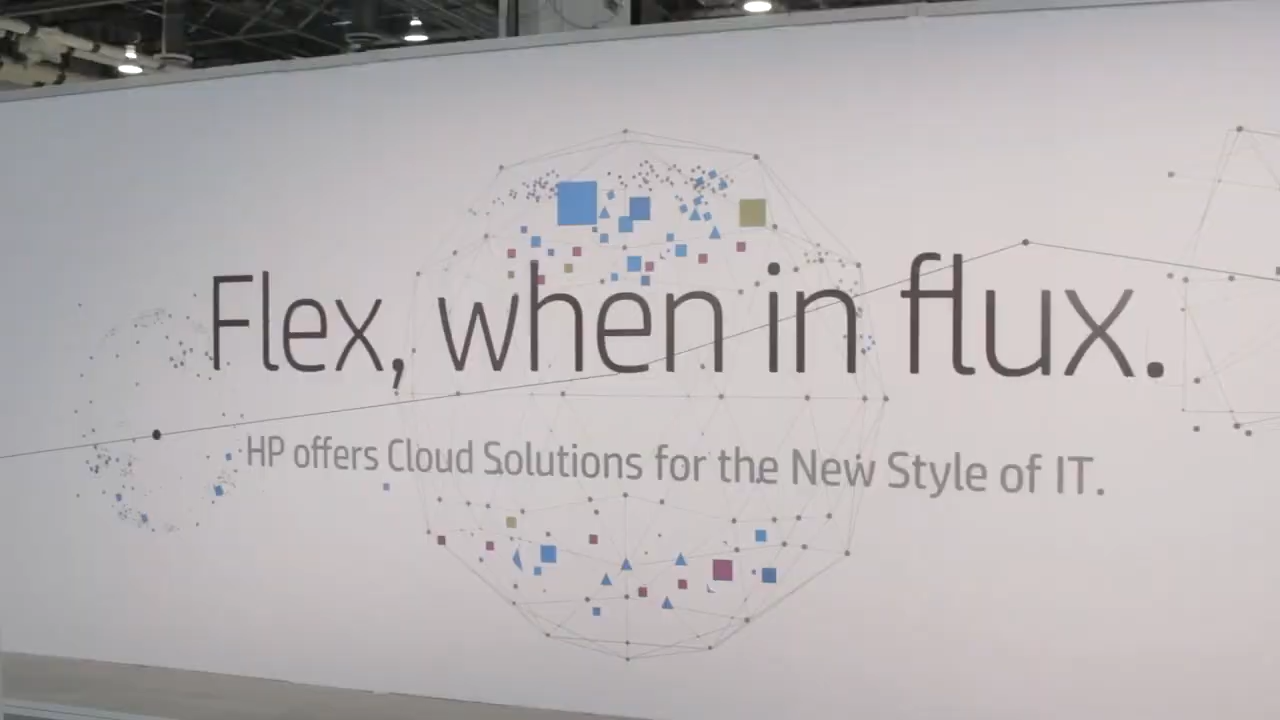 Flex, when in flux.
HP offers Cloud Solutions for the New Style of IT.